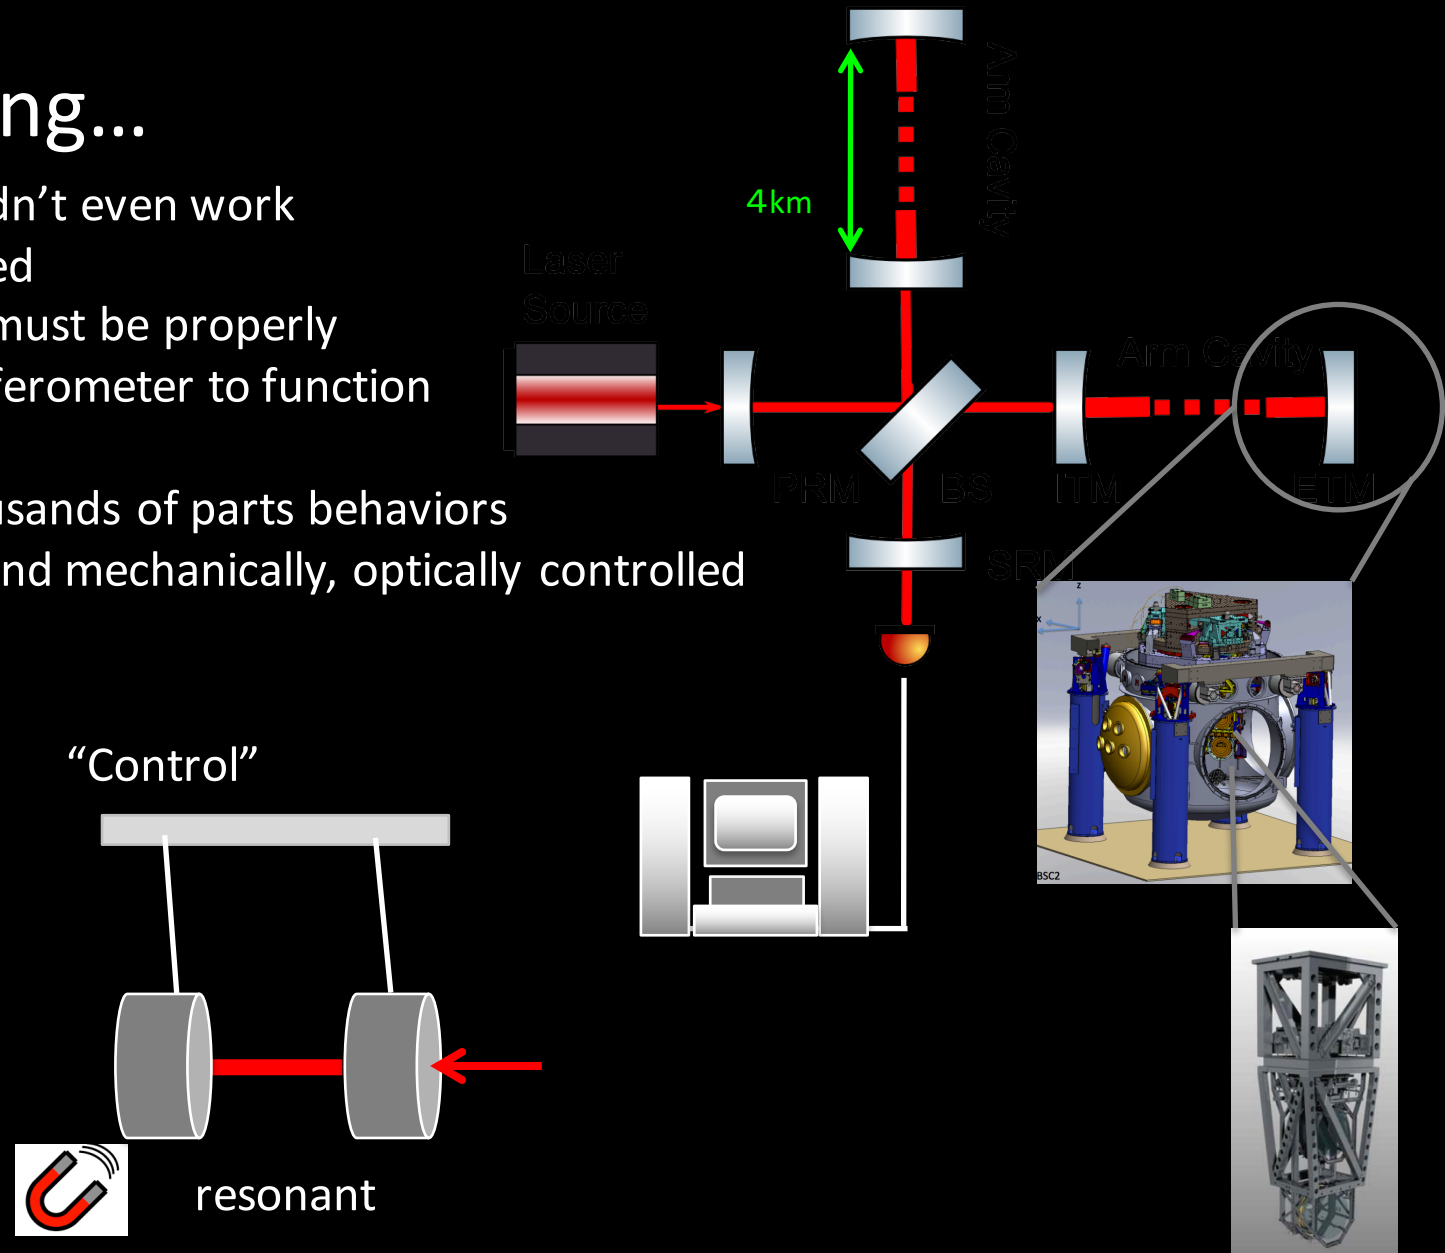 ng...
dn’t even work
ed
must be properly
ferometer to function
usands of parts behaviors
nd mechanically, optically controlled
Arm Cavity
4km
Laser
Source
Arm Cavity
PRM
BS
ITM
ETM
SRM
z
x
BSC2
“Control”
resonant